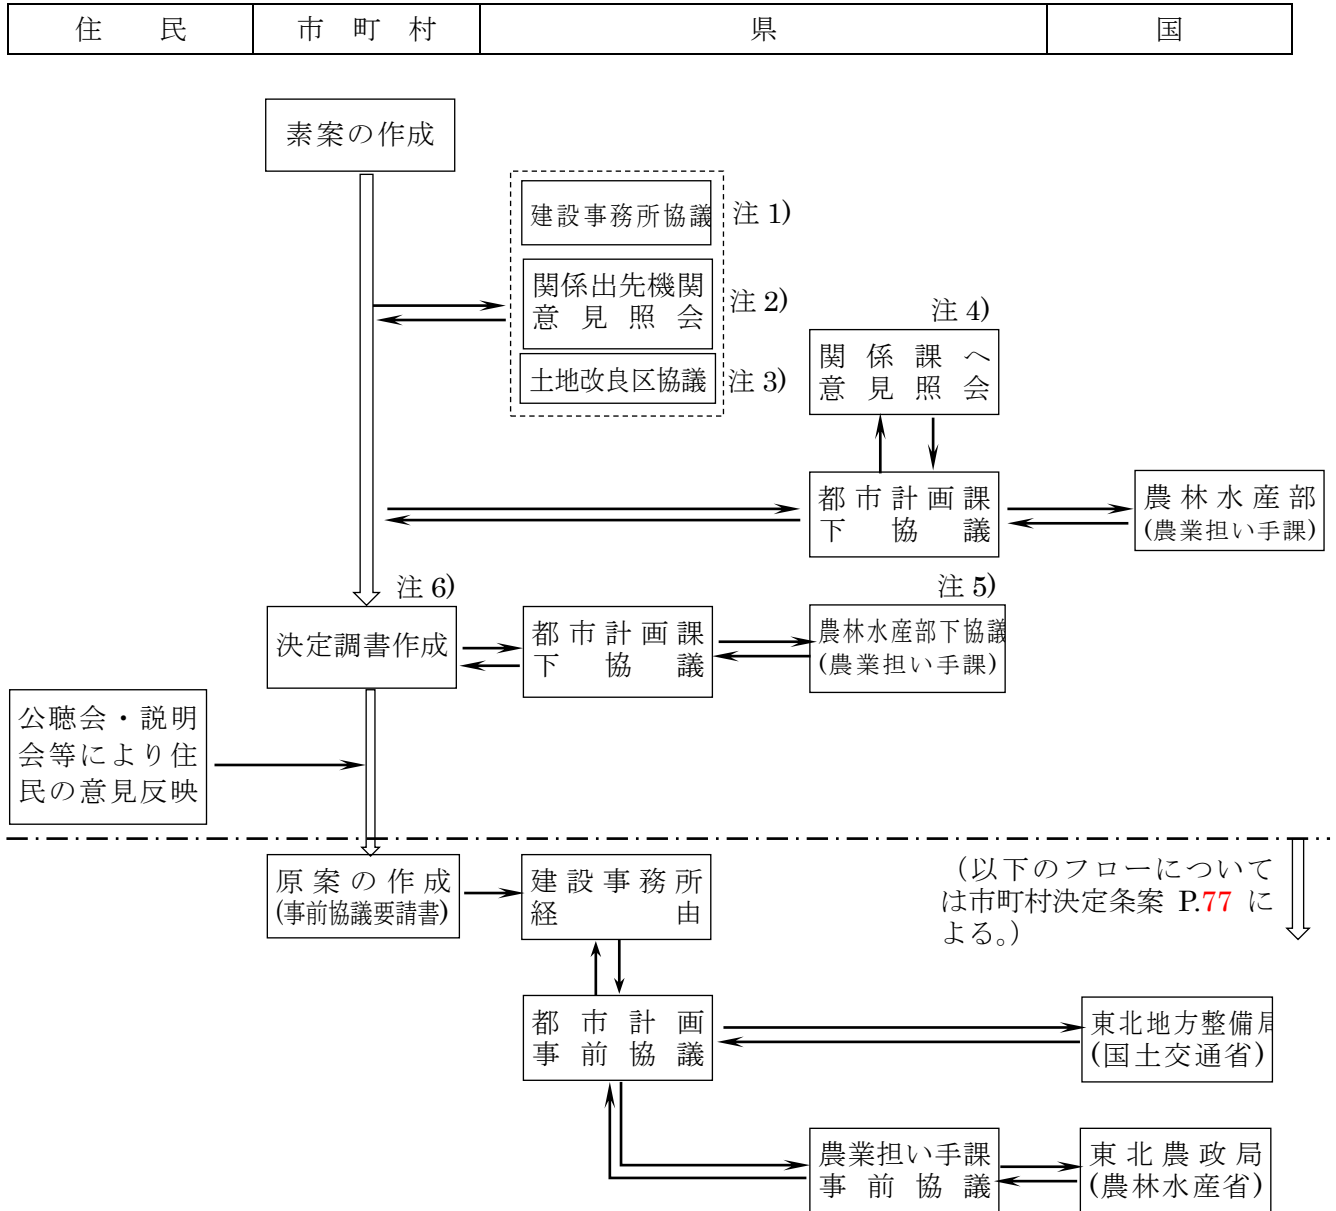 住民
市町村
県
国
素案の作成
建設事務所協議
注 1)
関係出先機関
意見照会
注 2)
土地改良区協議
注 3)
注 4)
関係課へ
意見照会
都市計画課
下協議
農林水産部
(農業担い手課)
注 6)
決定調書作成
都市計画課
下協議
注 5)
農林水産部下協議
(農業担い手課)
公聴会・説明
会等により住
民の意見反映
原案の作成
(事前協議要請書)
建設事務所
経由
(以下のフローについて
は市町村決定条案 P.77 に
よる。)
都市計画
事前協議
東北地方整備局
(国土交通省)
農業担い手課
事前協議
東北農政局
(農林水産省)